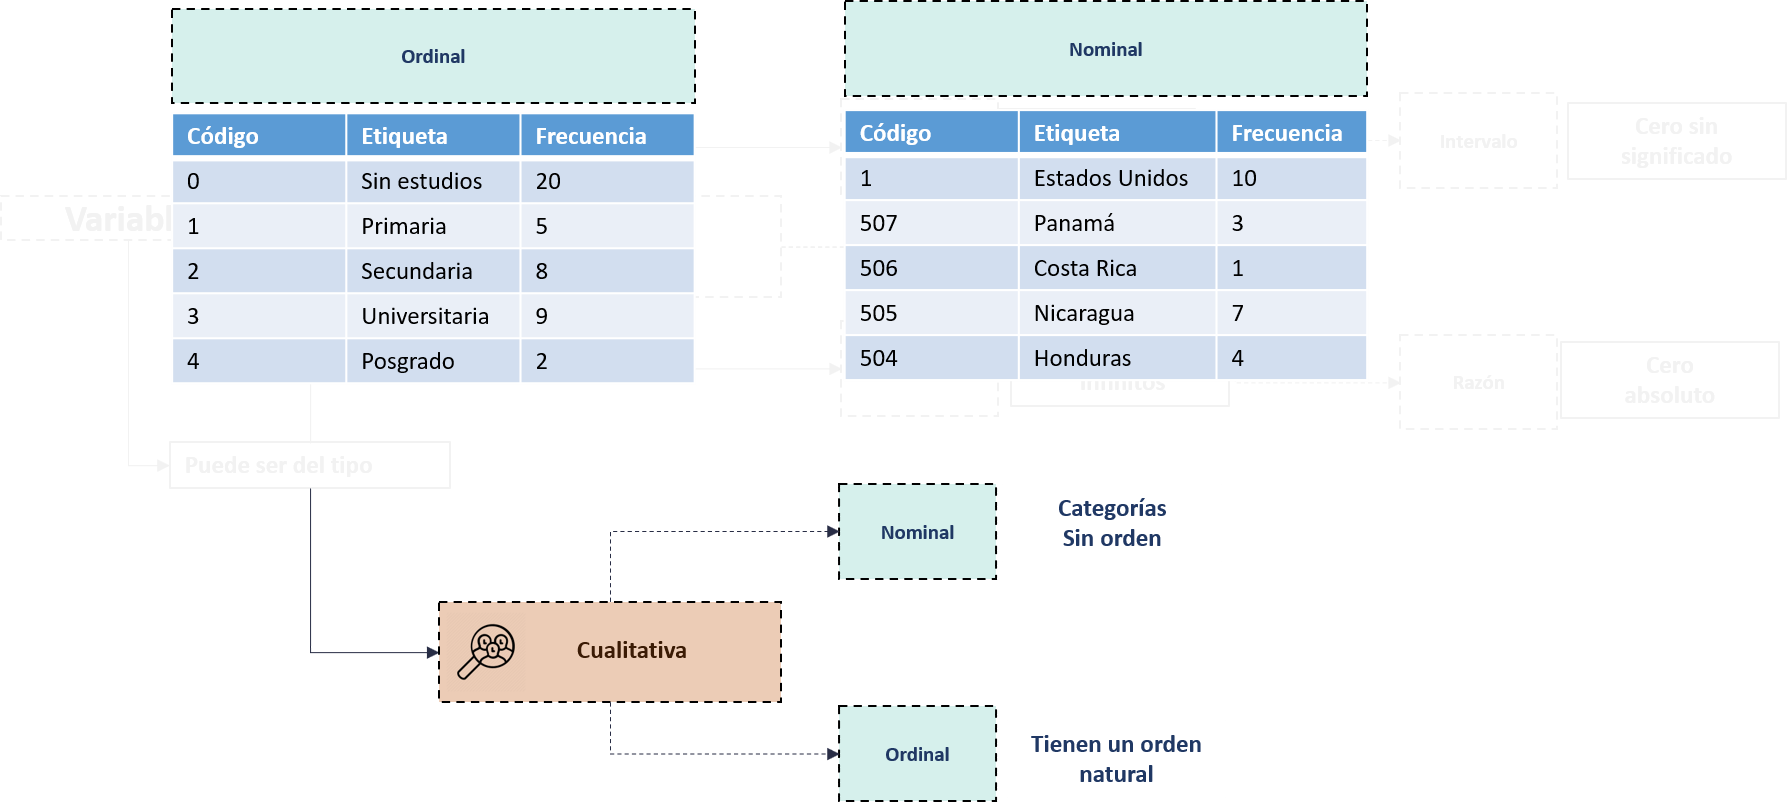 Ordinal
Código Etiqueta Frecuencia
0 Sin estudios 20
1 Primaria 5
2 Secundaria 8
3 Universitaria 9
4 Posgrado 2
Nominal
Código Etiqueta Frecuencia
1 Estados Unidos 10
507 Panamá 3
506 Costa Rica 1
505 Nicaragua 7
504 Honduras 4
Intervalo
Cero sin
significado
Variabl
infinitos
Razón
Cero
absoluto
Puede ser del tipo
Nominal
Categorías
Sin orden
Cualitativa
Ordinal
Tienen un orden
natural